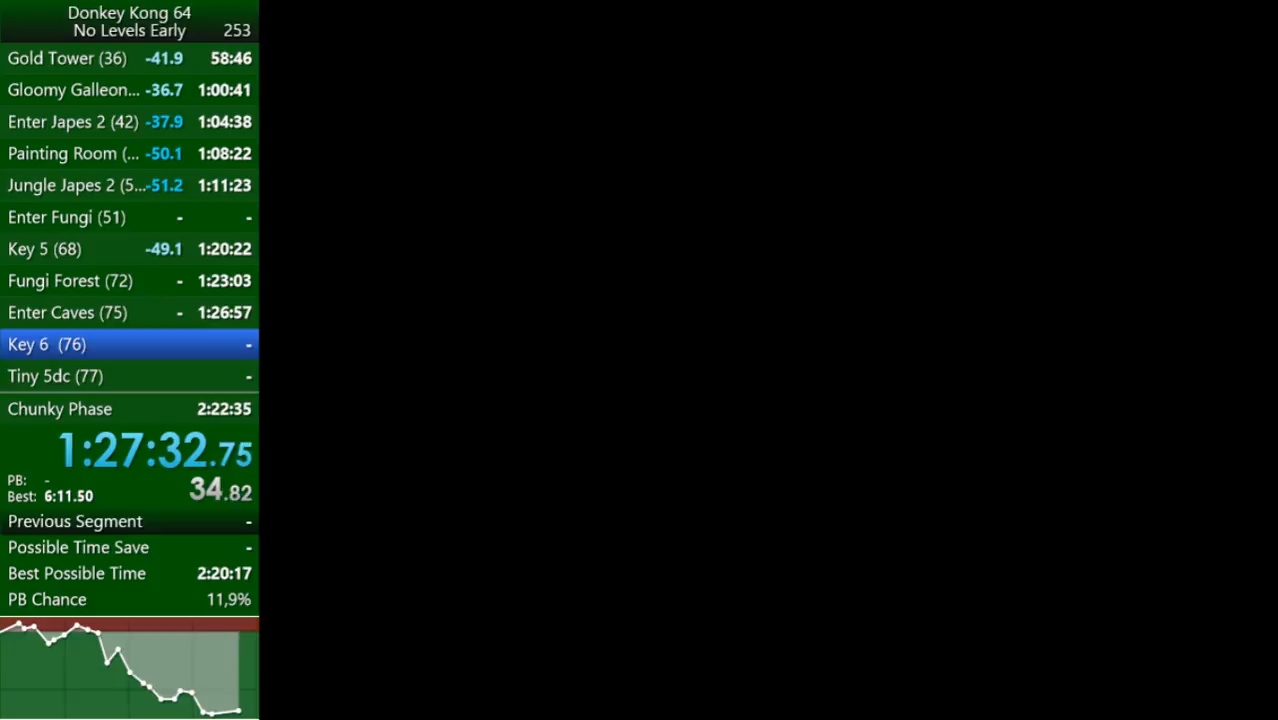 Donkey Kong 64
No Levels Early 253
Gold Tower (36) -41.9 58:46
Gloomy Galleon... -36.7 1:00:41
Enter Japes 2 (42) -37.9 1:04:38
Painting Room (... -50.1 1:08:22
Jungle Japes 2 (5... -51.2 1:11:23
Enter Fungi (51) - -
Key 5 (68) -49.1 1:20:22
Fungi Forest (72) - 1:23:03
Enter Caves (75) - 1:26:57
Key 6 (76) -
Tiny 5dc (77) -
Chunky Phase 2:22:35
1:27:32.75
PB: -
Best: 6:11.50 34.82
Previous Segment -
Possible Time Save -
Best Possible Time 2:20:17
PB Chance 11,9%